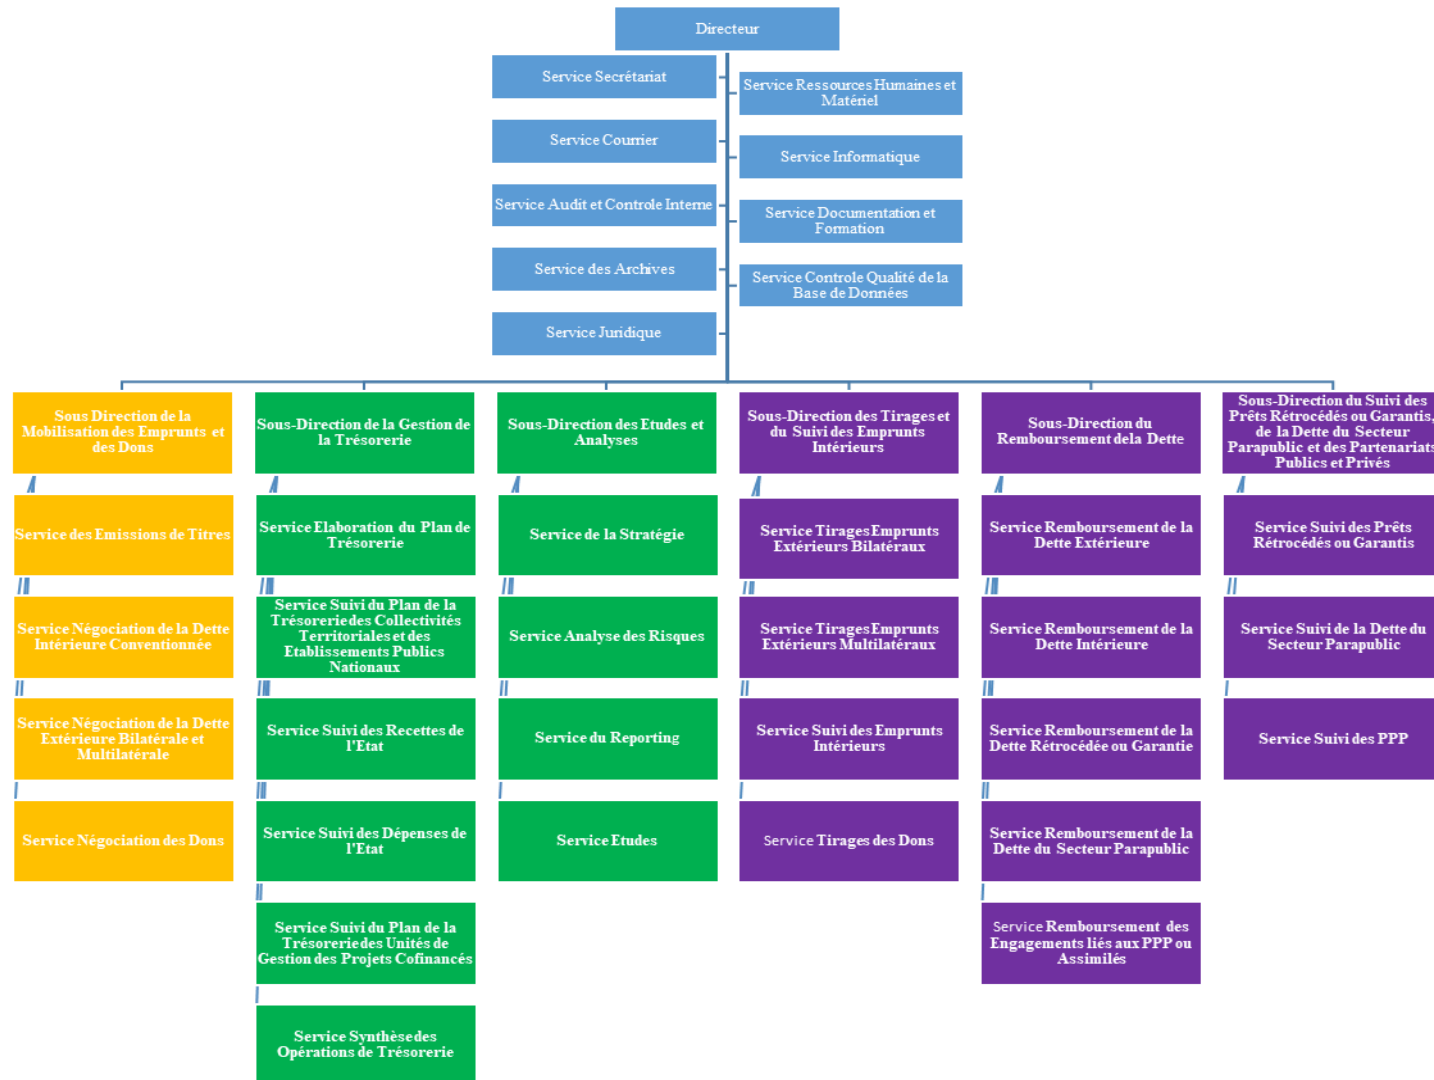 Directeur
Service Secrétariat
Service Ressources Humaines et
Matériel
Service Courrier
Service Informatique
Service Audit et Controle Interne
Service Documentation et
Formation
Service des Archives
Service Controle Qualité de la
Base de Données
Service Juridique
Sous Direction de la
Mobilisation des Emprunts et
des Dons
Service des Emissions de Titres
Service Négociation de la Dette
Intérieure Conventionnée
Service Négociation de la Dette
Extérieure Bilatérale et
Multilatérale
Service Négociation des Dons
Sous-Direction de la Gestion de
la Trésorerie
Service Elaboration du Plan de
Trésorerie
Service Suivi du Plan de la
Trésorerie des Collectivités
Territoriales et des
Etablissements Publics
Nationaux
Service Suivi des Recettes de
l'Etat
Service Suivi des Dépenses de
l'Etat
Service Suivi du Plan de la
Trésorerie des Unités de
Gestion des Projets Cofinancés
Service Synthèse des
Opérations de Trésorerie
Sous-Direction des Etudes et
Analyses
Service de la Stratégie
Service Analyse des Risques
Service du Reporting
Service Etudes
Sous-Direction des Tirages et
du Suivi des Emprunts
Intérieurs
Service Tirages Emprunts
Extérieurs Bilatéraux
Service Tirages Emprunts
Extérieurs Multilatéraux
Service Suivi des Emprunts
Intérieurs
Service Tirages des Dons
Sous-Direction du
Remboursement dela Dette
Service Remboursement de la
Dette Extérieure
Service Remboursement de la
Dette Intérieure
Service Remboursement de la
Dette Rétrocédée ou Garantie
Service Remboursement de la
Dette du Secteur Parapublic
Service Remboursement des
Engagements liés aux PPP ou
Assimilés
Sous-Direction du Suivi des
Prêts Rétrocédés ou Garantis,
de la Dette du Secteur
Parapublic et des Partenariats
Publics et Privés
Service Suivi des Prêts
Rétrocédés ou Garantis
Service Suivi de la Dette du
Secteur Parapublic
Service Suivi des PPP